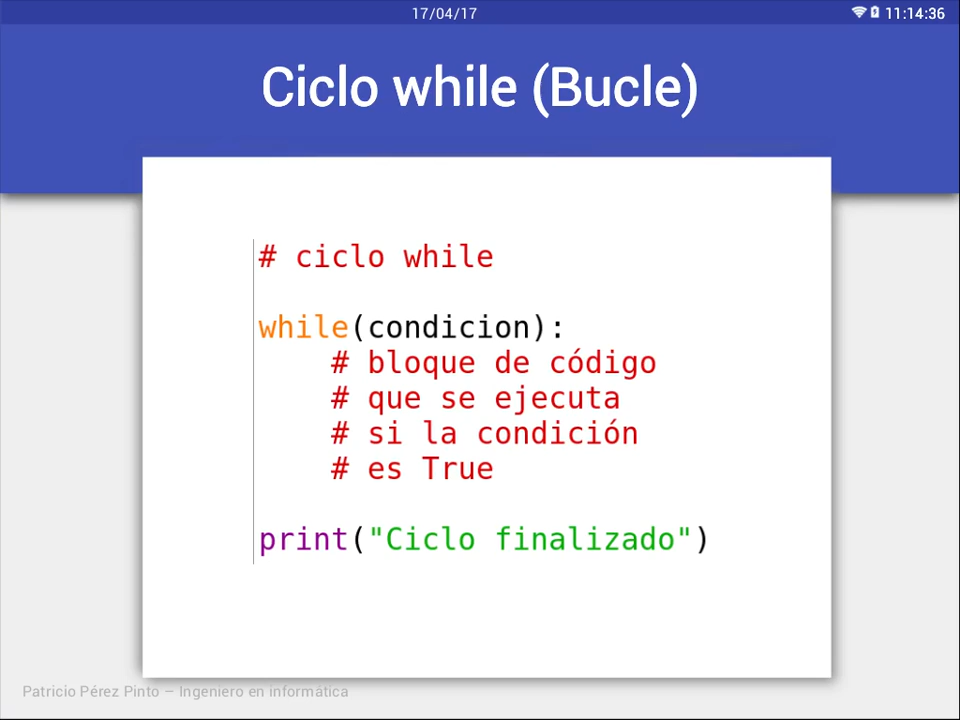 17/04/17
11:14:36
Ciclo while (Bucle)
# ciclo while
while(condicion):
    # bloque de código
    # que se ejecuta
    # si la condición
    # es True
print("Ciclo finalizado")
Patricio Pérez Pinto – Ingeniero en informática